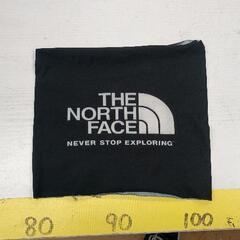 THE
NORTH
FACE
NEVER STOP EXPLORING
80 90 100